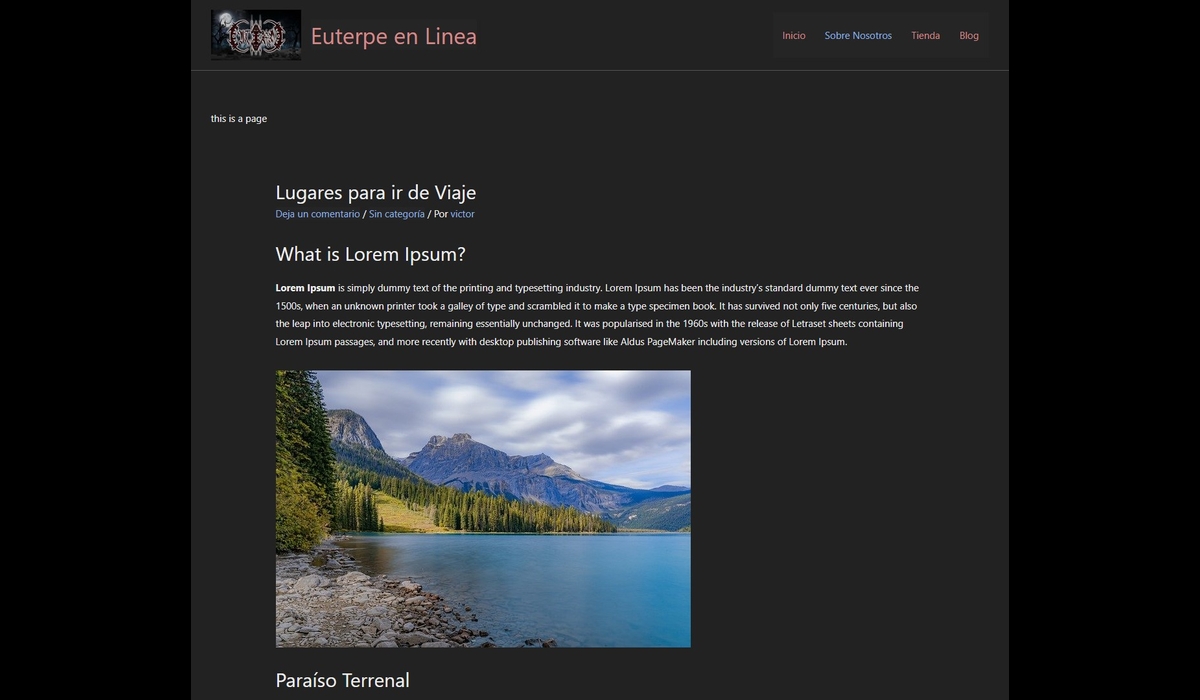 Euterpe en Linea
Inicio Sobre Nosotros Tienda Blog
this is a page
Lugares para ir de Viaje
Deja un comentario / Sin categoría / Por victor
What is Lorem Ipsum?
Lorem Ipsum is simply dummy text of the printing and typesetting industry. Lorem Ipsum has been the industry's standard dummy text ever since the
1500s, when an unknown printer took a galley of type and scrambled it to make a type specimen book. It has survived not only five centuries, but also
the leap into electronic typesetting, remaining essentially unchanged. It was popularised in the 1960s with the release of Letraset sheets containing
Lorem Ipsum passages, and more recently with desktop publishing software like Aldus PageMaker including versions of Lorem Ipsum.
Paraíso Terrenal